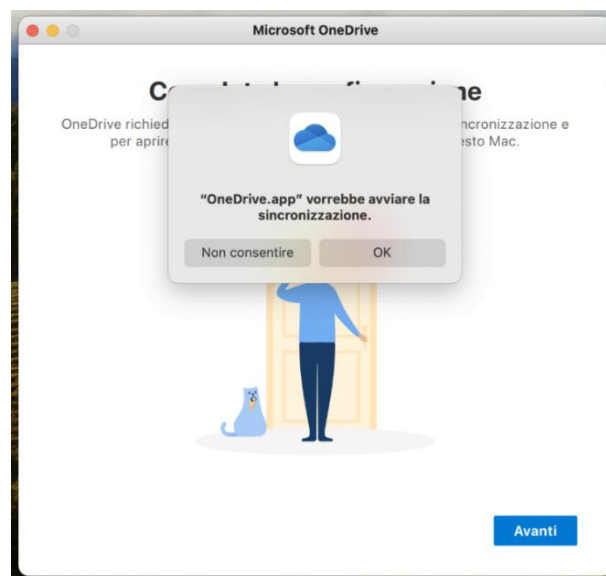 Microsoft OneDrive
OneDrive richied
ncronizzazione e
per aprire
esto Mac.
“OneDrive.app” vorrebbe avviare la
sincronizzazione.
Non consentire
OK
Avanti